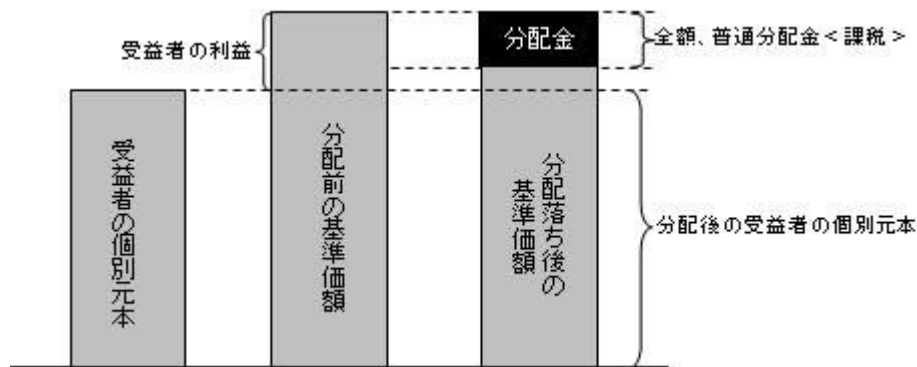 受益者の利益
分配金
全額、普通分配金＜課税＞
受益者の個別元本
分配前の基準価額
分配落ち後の
基準価額
分配後の受益者の個別元本